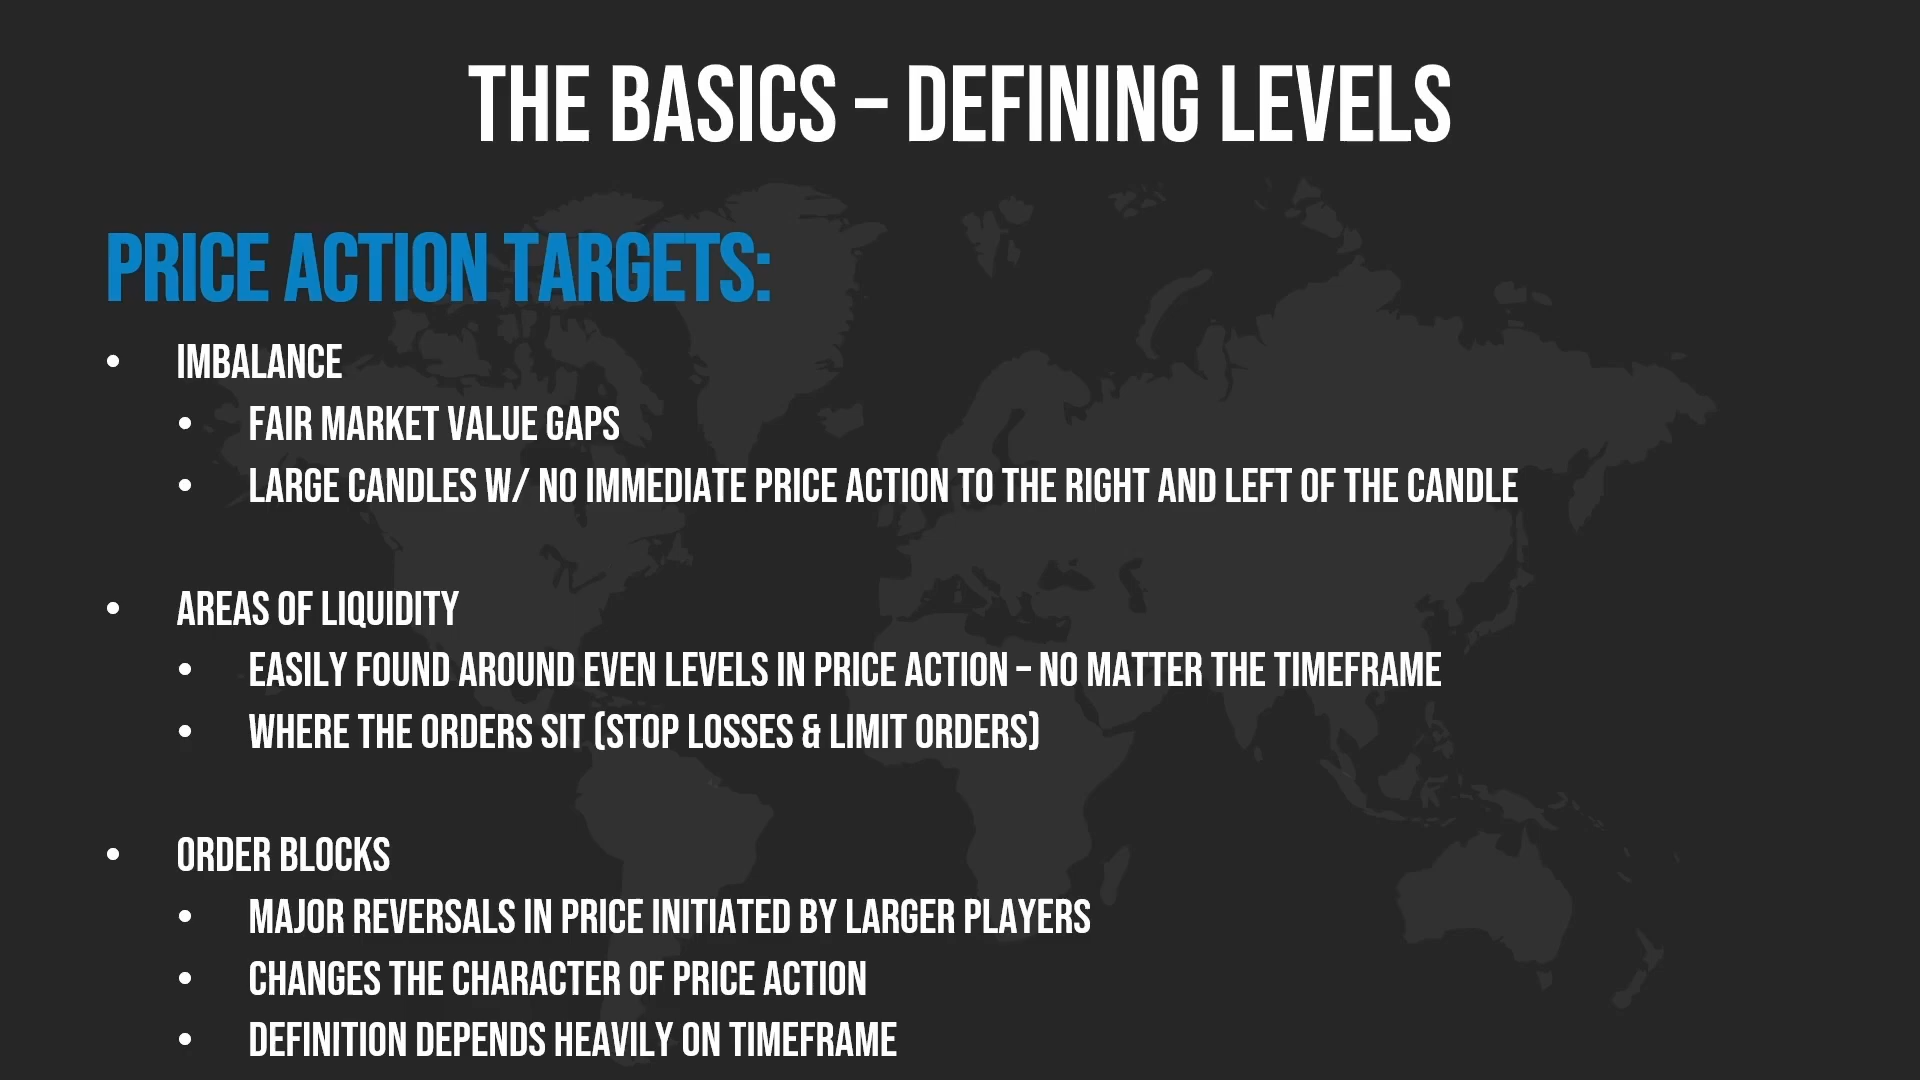 THE BASICS – DEFINING LEVELS
PRICE ACTION TARGETS:
• IMBALANCE
• FAIR MARKET VALUE GAPS
• LARGE CANDLES W/ NO IMMEDIATE PRICE ACTION TO THE RIGHT AND LEFT OF THE CANDLE
• AREAS OF LIQUIDITY
• EASILY FOUND AROUND EVEN LEVELS IN PRICE ACTION – NO MATTER THE TIMEFRAME
• WHERE THE ORDERS SIT (STOP LOSSES & LIMIT ORDERS)
• ORDER BLOCKS
• MAJOR REVERSALS IN PRICE INITIATED BY LARGER PLAYERS
• CHANGES THE CHARACTER OF PRICE ACTION
• DEFINITION DEPENDS HEAVILY ON TIMEFRAME